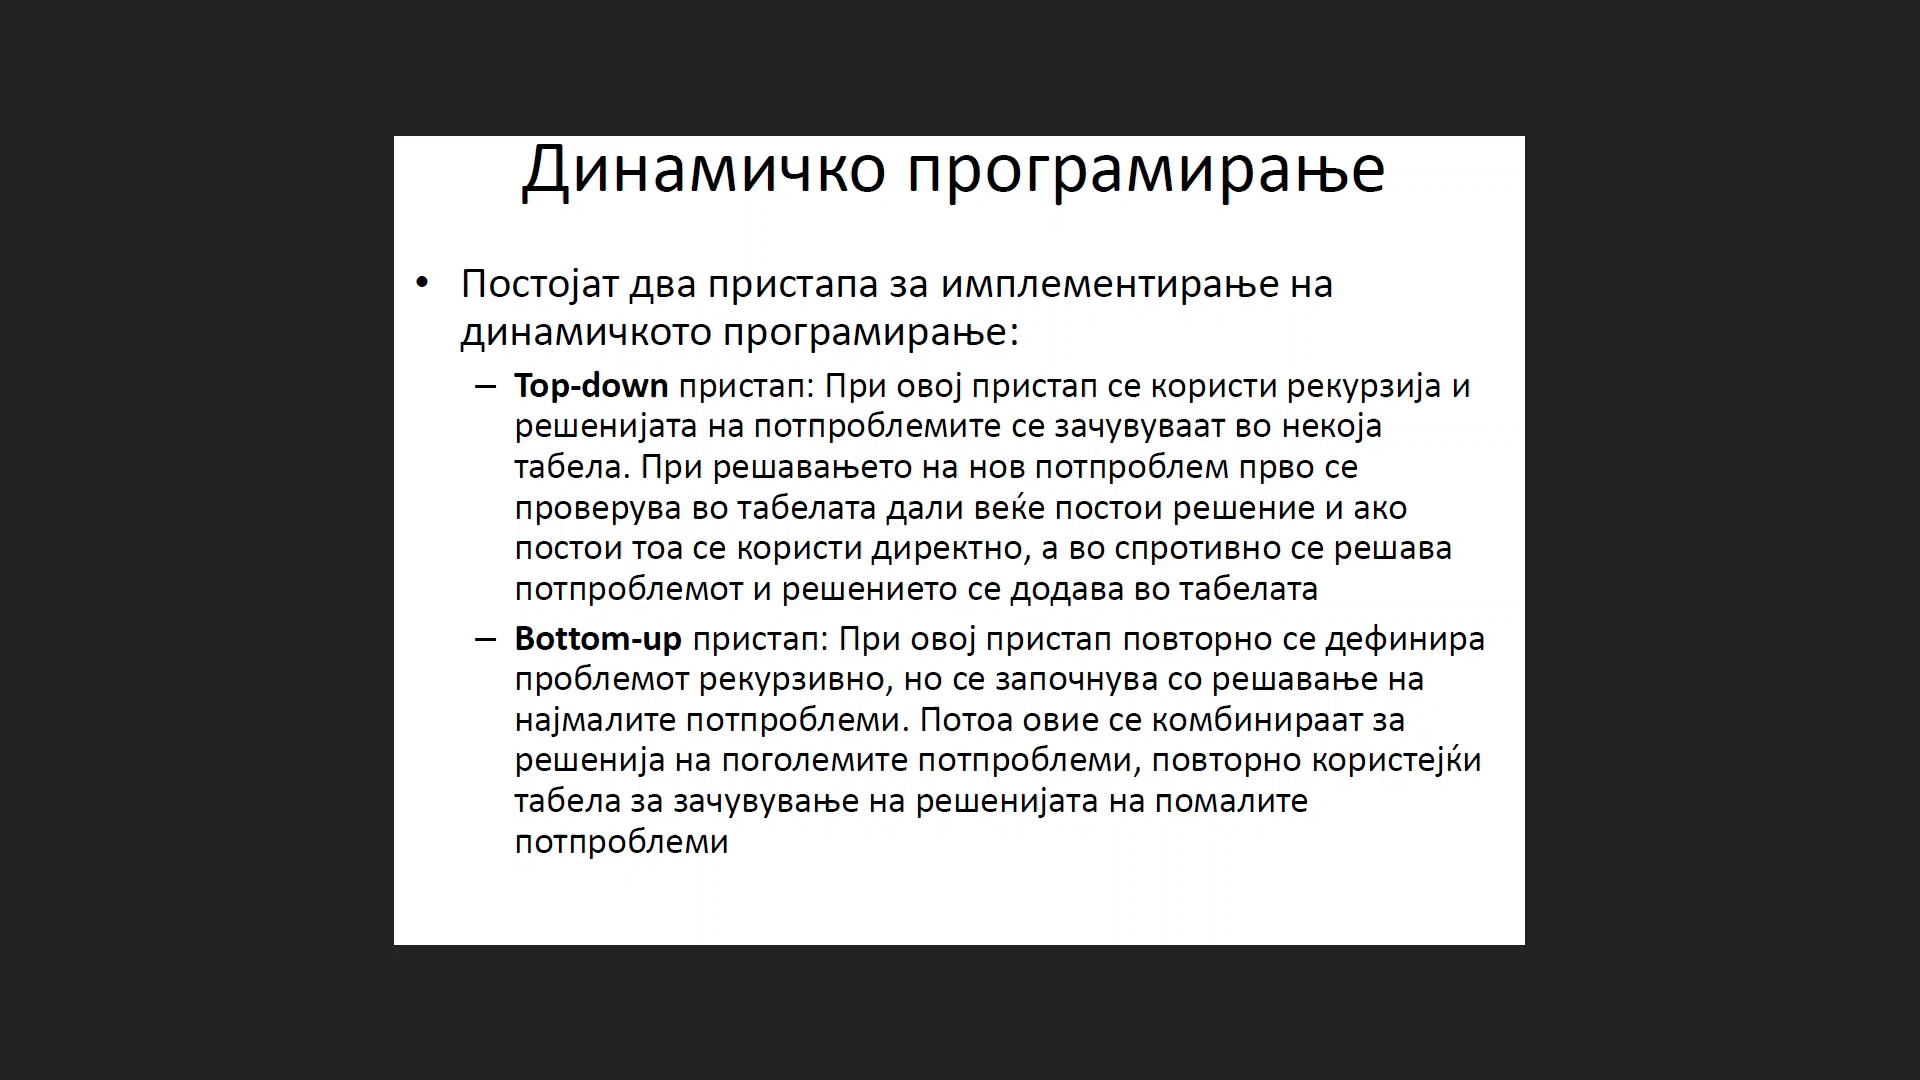 Динамичко програмирање
• Постојат два пристапа за имплементирање на
динамичкото програмирање:
– Top-down пристап: При овој пристап се користи рекурзија и
решенијата на потпроблемите се зачувуваат во некоја
табела. При решавањето на нов потпроблем прво се
проверува во табелата дали веќе постои решение и ако
постои тоа се користи директно, а во спротивно се решава
потпроблемот и решението се додава во табелата
– Bottom-up пристап: При овој пристап повторно се дефинира
проблемот рекурзивно, но се започнува со решавање на
најмалите потпроблеми. Потоа овие се комбинираат за
решенија на поголемите потпроблеми, повторно користејќи
табела за зачувување на решенијата на помалите
потпроблеми